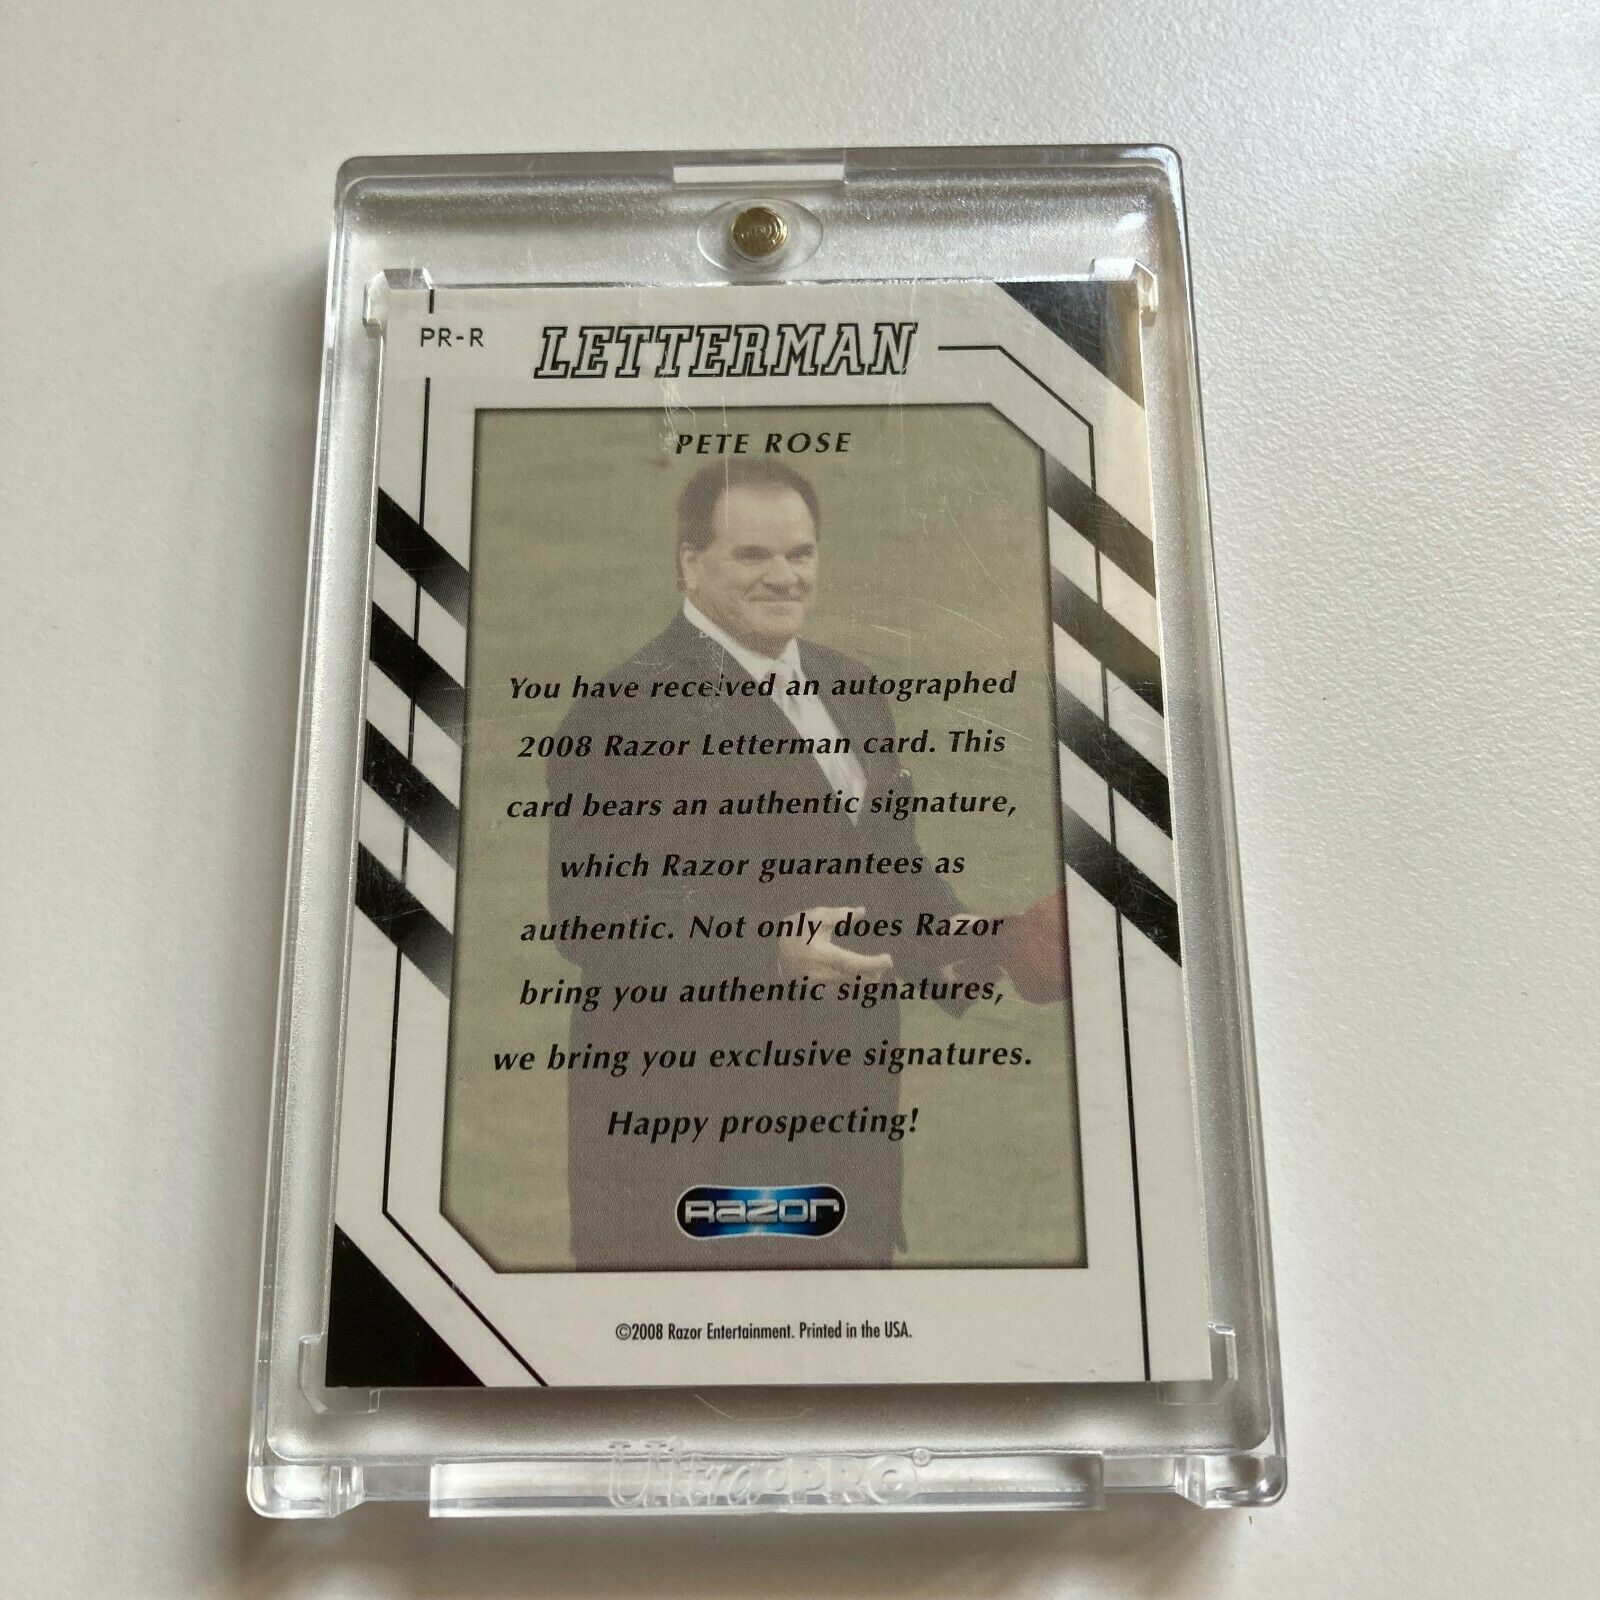 PR-R
LETTERMAN
PETE ROSE
You have received an autographed
2008 Razor Letterman card. This
card bears an authentic signature,
which Razor guarantees as
authentic. Not only does Razor
bring you authentic signatures,
we bring you exclusive signatures.
Happy prospecting!
Razor
©2008 Razor Entertainment. Printed in the USA.
Ultra•PRO®